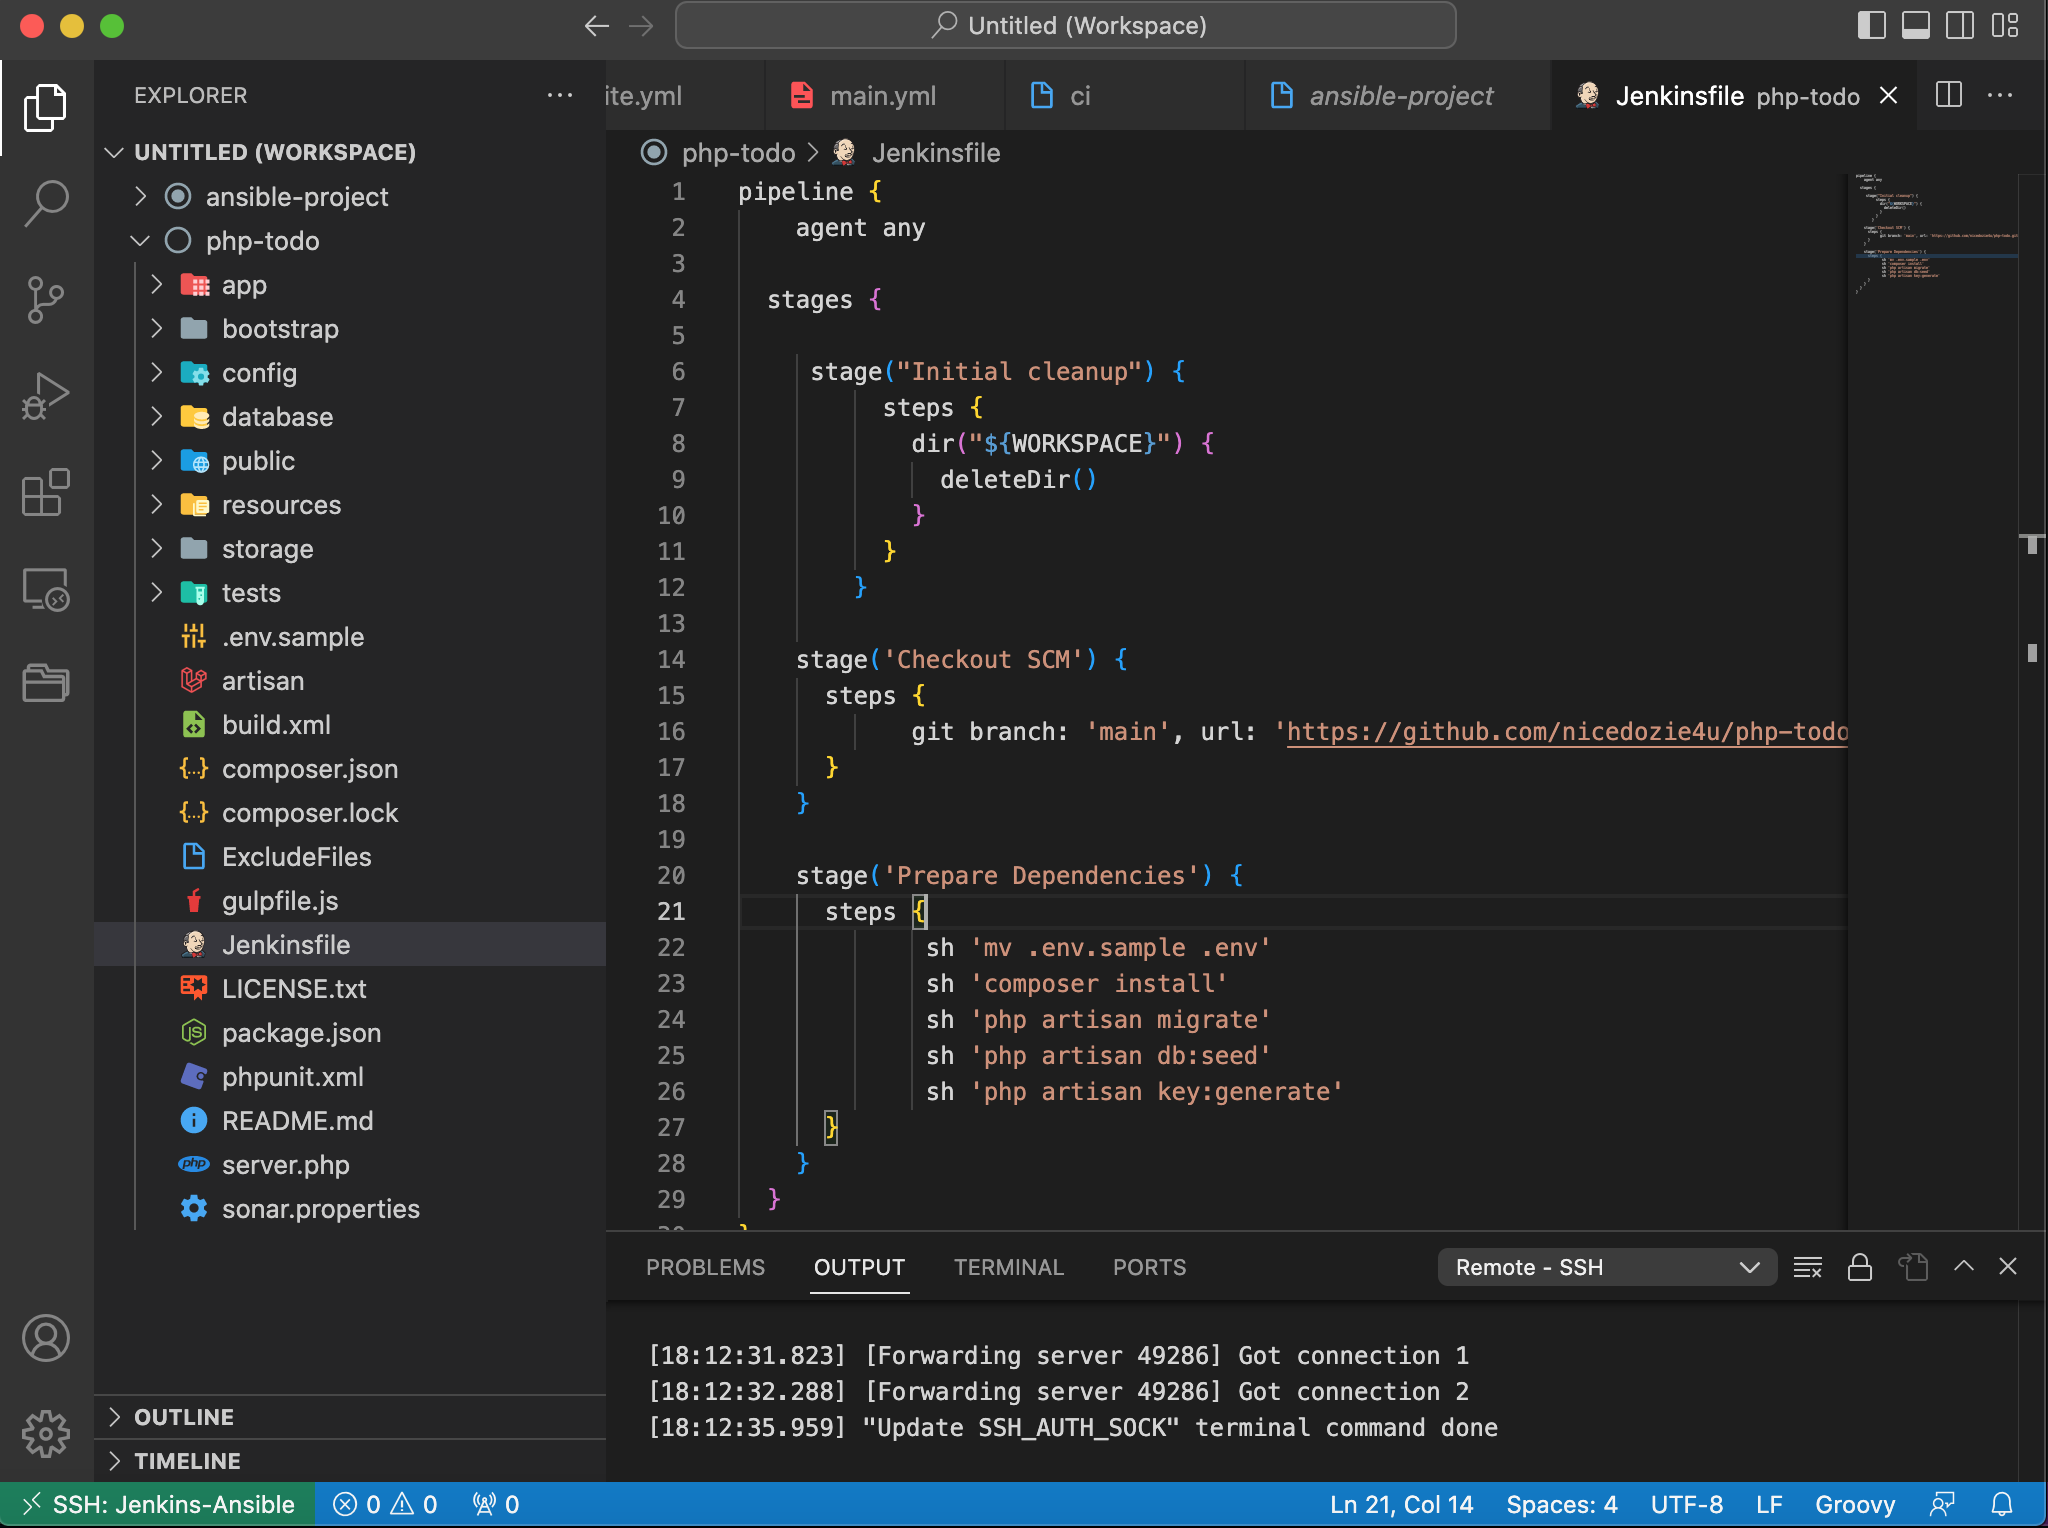 Untitled (Workspace)
EXPLORER
UNTITLED (WORKSPACE)
ansible-project
php-todo
app
bootstrap
config
database
public
resources
storage
tests
.env.sample
artisan
build.xml
composer.json
composer.lock
ExcludeFiles
gulpfile.js
Jenkinsfile
LICENSE.txt
package.json
phpunit.xml
README.md
server.php
sonar.properties
OUTLINE
TIMELINE
ite.yml main.yml ci ansible-project Jenkinsfile php-todo
php-todo > Jenkinsfile
1 pipeline {
2 agent any
3
4 stages {
5
6 stage("Initial cleanup") {
7 steps {
8 dir("${WORKSPACE}") {
9 deleteDir()
10 }
11 }
12 }
13
14 stage('Checkout SCM') {
15 steps {
16 git branch: 'main', url: 'https://github.com/nicedozie4u/php-todo
17 }
18 }
19
20 stage('Prepare Dependencies') {
21 steps {
22 sh 'mv .env.sample .env'
23 sh 'composer install'
24 sh 'php artisan migrate'
25 sh 'php artisan db:seed'
26 sh 'php artisan key:generate'
27 }
28 }
29 }
PROBLEMS OUTPUT TERMINAL PORTS Remote - SSH
[18:12:31.823] [Forwarding server 49286] Got connection 1
[18:12:32.288] [Forwarding server 49286] Got connection 2
[18:12:35.959] "Update SSH_AUTH_SOCK" terminal command done
SSH: Jenkins-Ansible 0 0 0 Ln 21, Col 14 Spaces: 4 UTF-8 LF Groovy